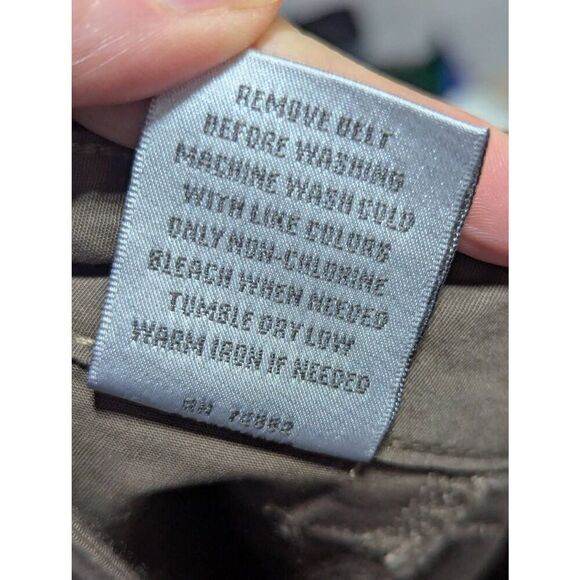 REMOVE BELT
BEFORE WASHING
MACHINE WASH COLD
WITH LIKE COLORS
ONLY NON-CHLORINE
BLEACH WHEN NEEDED
TUMBLE DRY LOW
WARM IRON IF NEEDED
RN